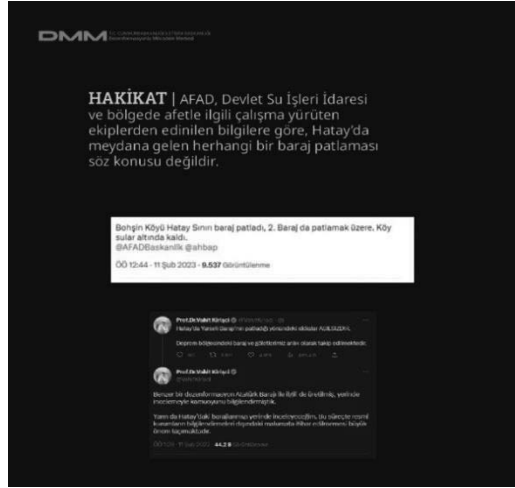 DMM
HAKİKAT | AFAD, Devlet Su İşleri İdaresi
ve bölgede afetle ilgili çalışma yürüten
ekiplerden edinilen bilgilere göre, Hatay'da
meydana gelen herhangi bir baraj patlaması
söz konusu değildir.
Bohşin Köyü Hatay Sınırı baraj patladı, 2. Baraj da patlamak üzere. Köy
sular altında kaldı.
@AFADBaskanlik @ahbap
ÖÖ 12:44 · 11 Şub 2023 · 9.537 Görüntülenme
Prof.Dr.Vahit Kirişci
Hatay'da Yarseli Barajı'nın patladığı yönündeki iddialar ASILSIZDIR.
Deprem bölgesindeki baraj ve göletlerimiz anlık olarak takip edilmektedir.
Prof.Dr.Vahit Kirişci
Benzer bir dezenformasyon Atatürk Barajı ile ilgili de üretilmiş, yerinde
incelemeyle kamuoyunu bilgilendirmiştik.
Yarın da Hatay'daki barajlarımızı yerinde inceleyeceğim. Bu süreçte resmi
kurumların bilgilendirmeleri dışındaki
büyük
önem
11 Şub 2023 · 44,2 B